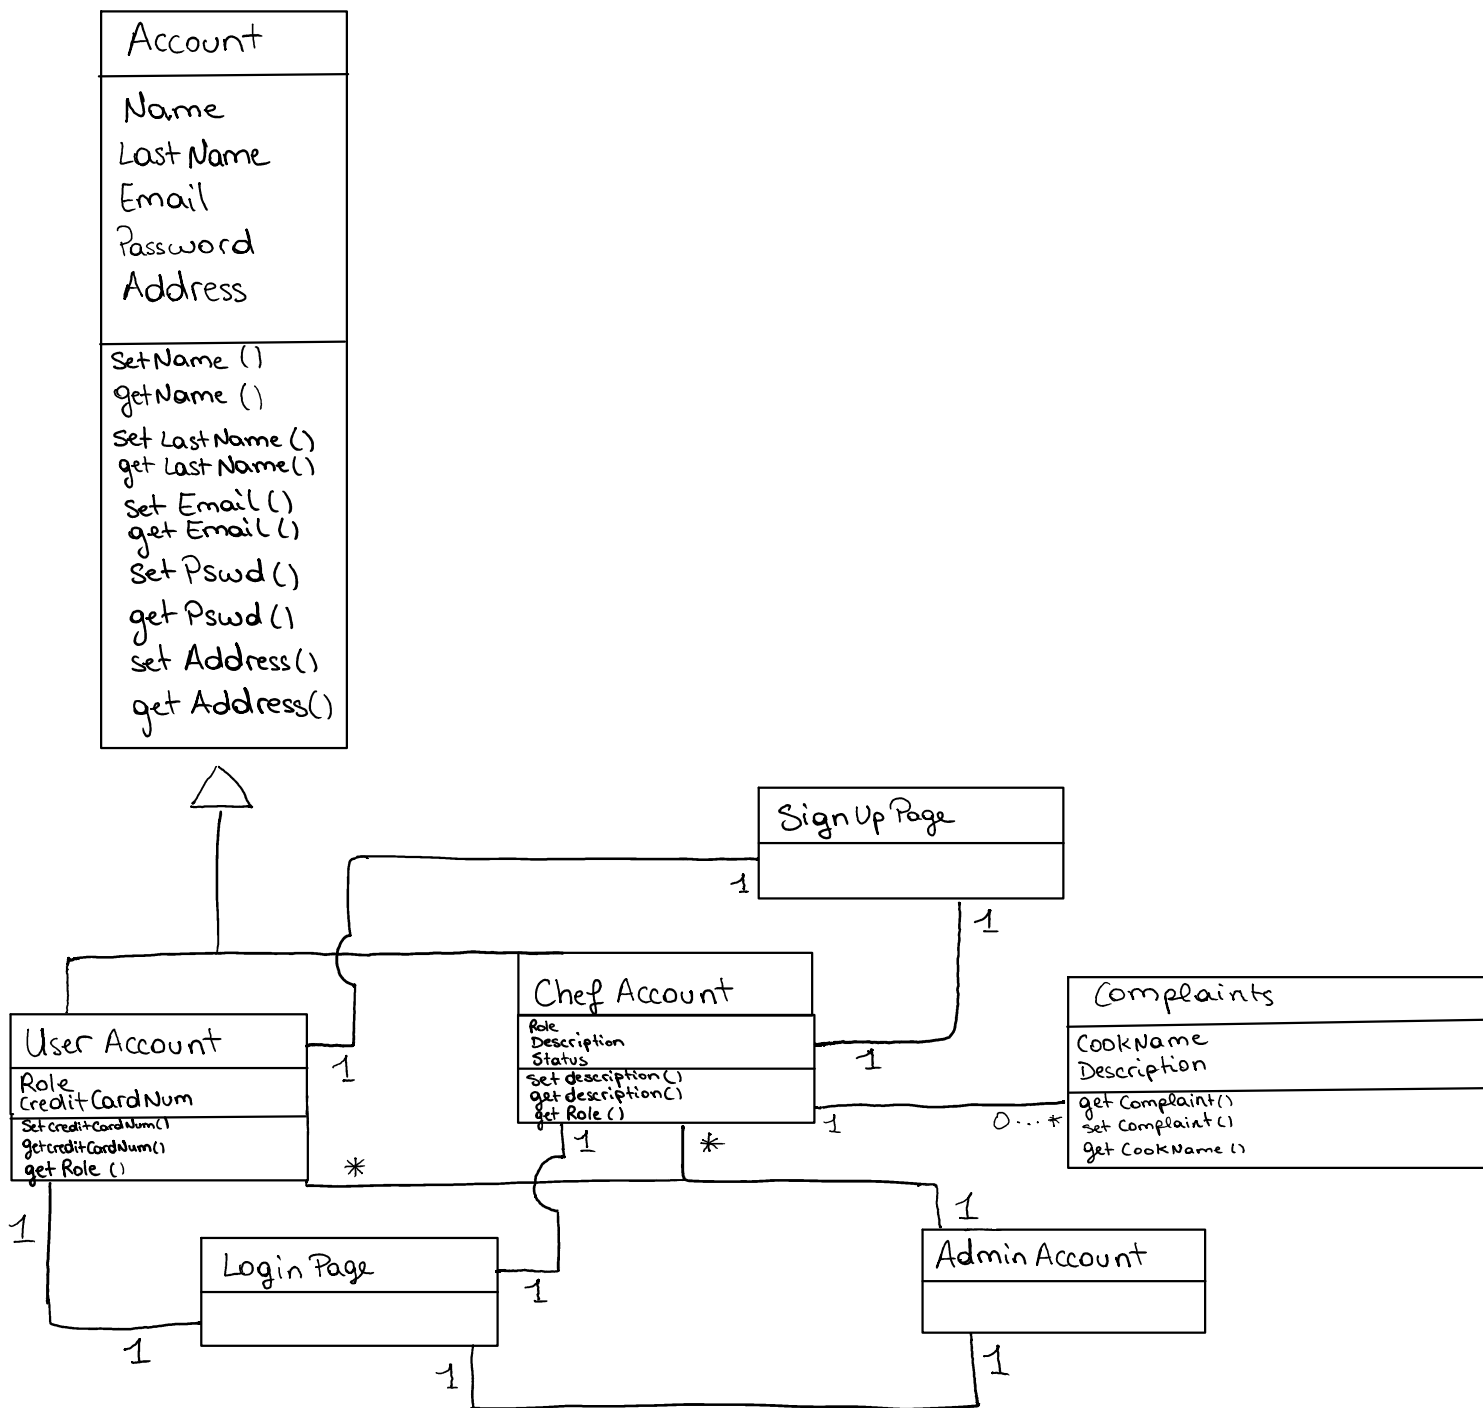 Account
Name
Last Name
Email
Password
Address
setName ()
getName ()
set LastName()
get LastName()
set Email()
get Email()
set Pswd()
get Pswd()
set Address()
get Address()
Sign Up Page
1
1
Chef Account
Role
Description
Status
set description()
get description()
get Role()
1
1
*
1
Complaints
CookName
Description
get Complaint()
set Complaint()
get CookName()
0...*
User Account
Role
creditCardNum
SetcreditCardNum()
getcreditCardNum()
get Role ()
1
*
1
Login Page
1
1
1
Admin Account
1
1